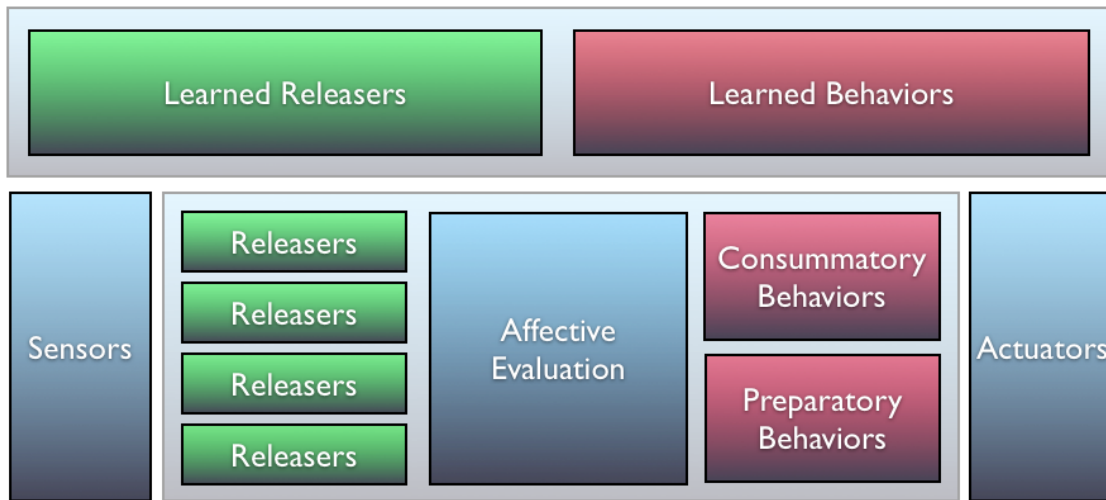 Learned Releasers
Learned Behaviors
Sensors
Releasers
Releasers
Releasers
Releasers
Affective
Evaluation
Consummatory
Behaviors
Preparatory
Behaviors
Actuators